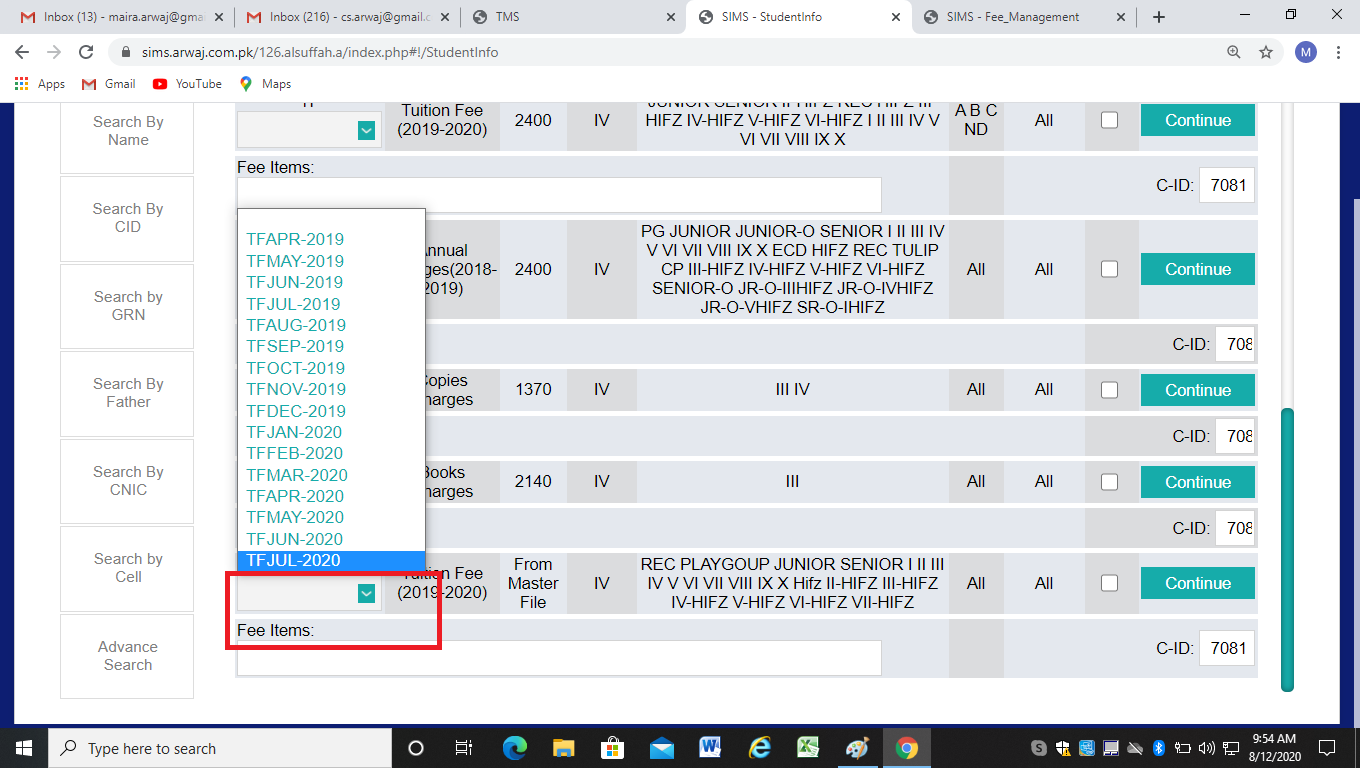 Inbox (13) - maira.arwaj@gma
Inbox (216) - cs.arwaj@gmail.c
TMS
SIMS - StudentInfo
SIMS - Fee_Management
sims.arwaj.com.pk/126.alsuffah.a/index.php#!/StudentInfo
M
Apps
Gmail
YouTube
Maps
Search By
Name
Search By
CID
Search by
GRN
Search By
Father
Search By
CNIC
Search by
Cell
Advance
Search
Tuition Fee
(2019-2020)
2400
IV
JUNIOR SENIOR II HIFZ REC HIFZ III
HIFZ IV-HIFZ V-HIFZ VI-HIFZ I II III IV V
VI VII VIII IX X
A B C
ND
All
Continue
Fee Items:
C-ID: 7081
TFAPR-2019
TFMAY-2019
TFJUN-2019
TFJUL-2019
TFAUG-2019
TFSEP-2019
TFOCT-2019
TFNOV-2019
TFDEC-2019
TFJAN-2020
TFFEB-2020
TFMAR-2020
TFAPR-2020
TFMAY-2020
TFJUN-2020
TFJUL-2020
nnual
ges(2018-
2019)
2400
IV
PG JUNIOR JUNIOR-O SENIOR I II III IV
V VI VII VIII IX X ECD HIFZ REC TULIP
CP III-HIFZ IV-HIFZ V-HIFZ VI-HIFZ
SENIOR-O JR-O-IIIHIFZ JR-O-IVHIFZ
JR-O-VHIFZ SR-O-IHIFZ
All
All
Continue
C-ID: 708
Copies
harges
1370
IV
III IV
All
All
Continue
C-ID: 708
Books
harges
2140
IV
III
All
All
Continue
C-ID: 708
Tuition Fee
(2019-2020)
From
Master
File
IV
REC PLAYGOUP JUNIOR SENIOR I II III
IV V VI VII VIII IX X Hifz II-HIFZ III-HIFZ
IV-HIFZ V-HIFZ VI-HIFZ VII-HIFZ
All
All
Continue
Fee Items:
C-ID: 7081
Type here to search
9:54 AM
8/12/2020